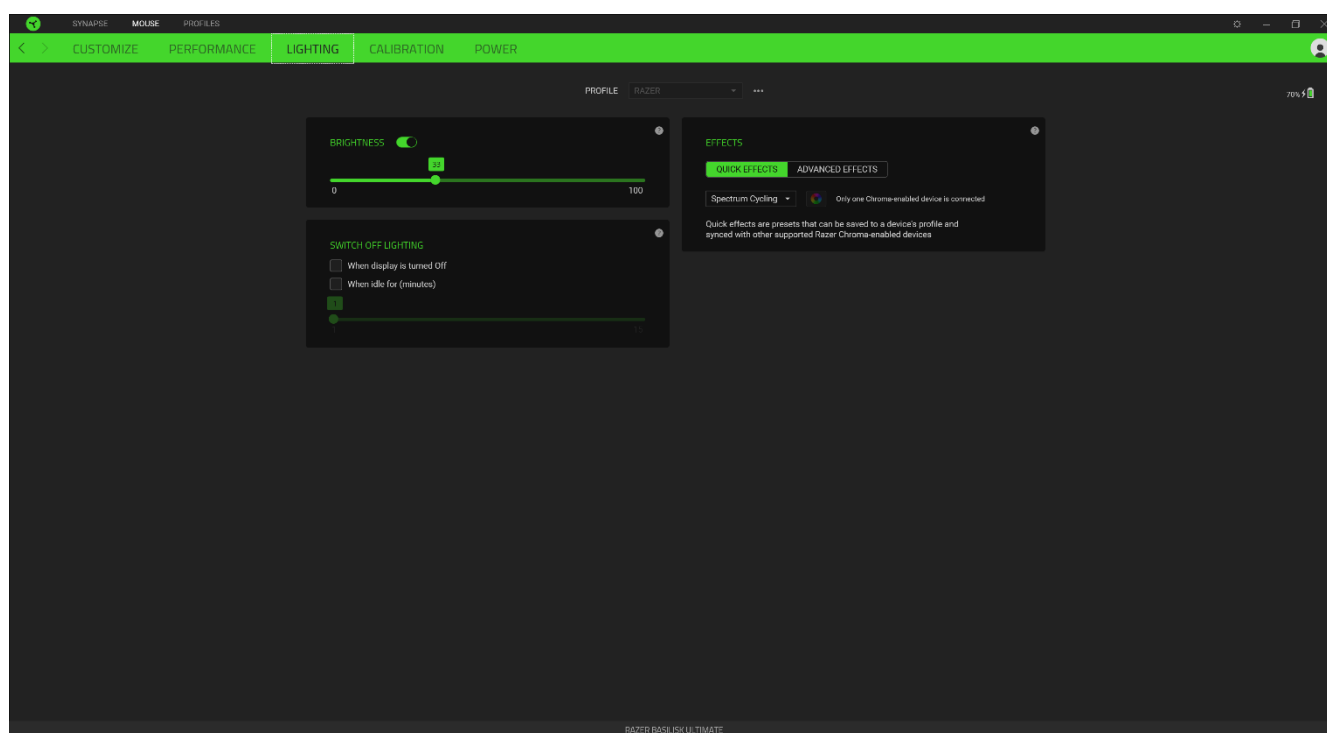 SYNAPSE MOUSE PROFILES
CUSTOMIZE PERFORMANCE LIGHTING CALIBRATION POWER
PROFILE RAZER
70%
BRIGHTNESS
33
0 100
SWITCH OFF LIGHTING
When display is turned Off
When idle for (minutes)
1
1 15
EFFECTS
QUICK EFFECTS ADVANCED EFFECTS
Spectrum Cycling Only one Chroma-enabled device is connected
Quick effects are presets that can be saved to a device's profile and
synced with other supported Razer Chroma-enabled devices
RAZER BASILISK ULTIMATE